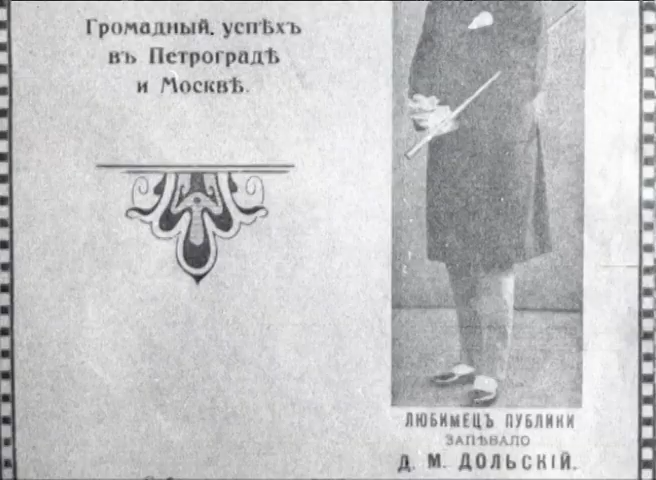 Громадный, успѣхъ
въ Петроградѣ
и Москвѣ.
ЛЮБИМЕЦЪ ПУБЛИКИ
ЗАПѢВАЛО
Д. М. ДОЛЬСКІЙ.